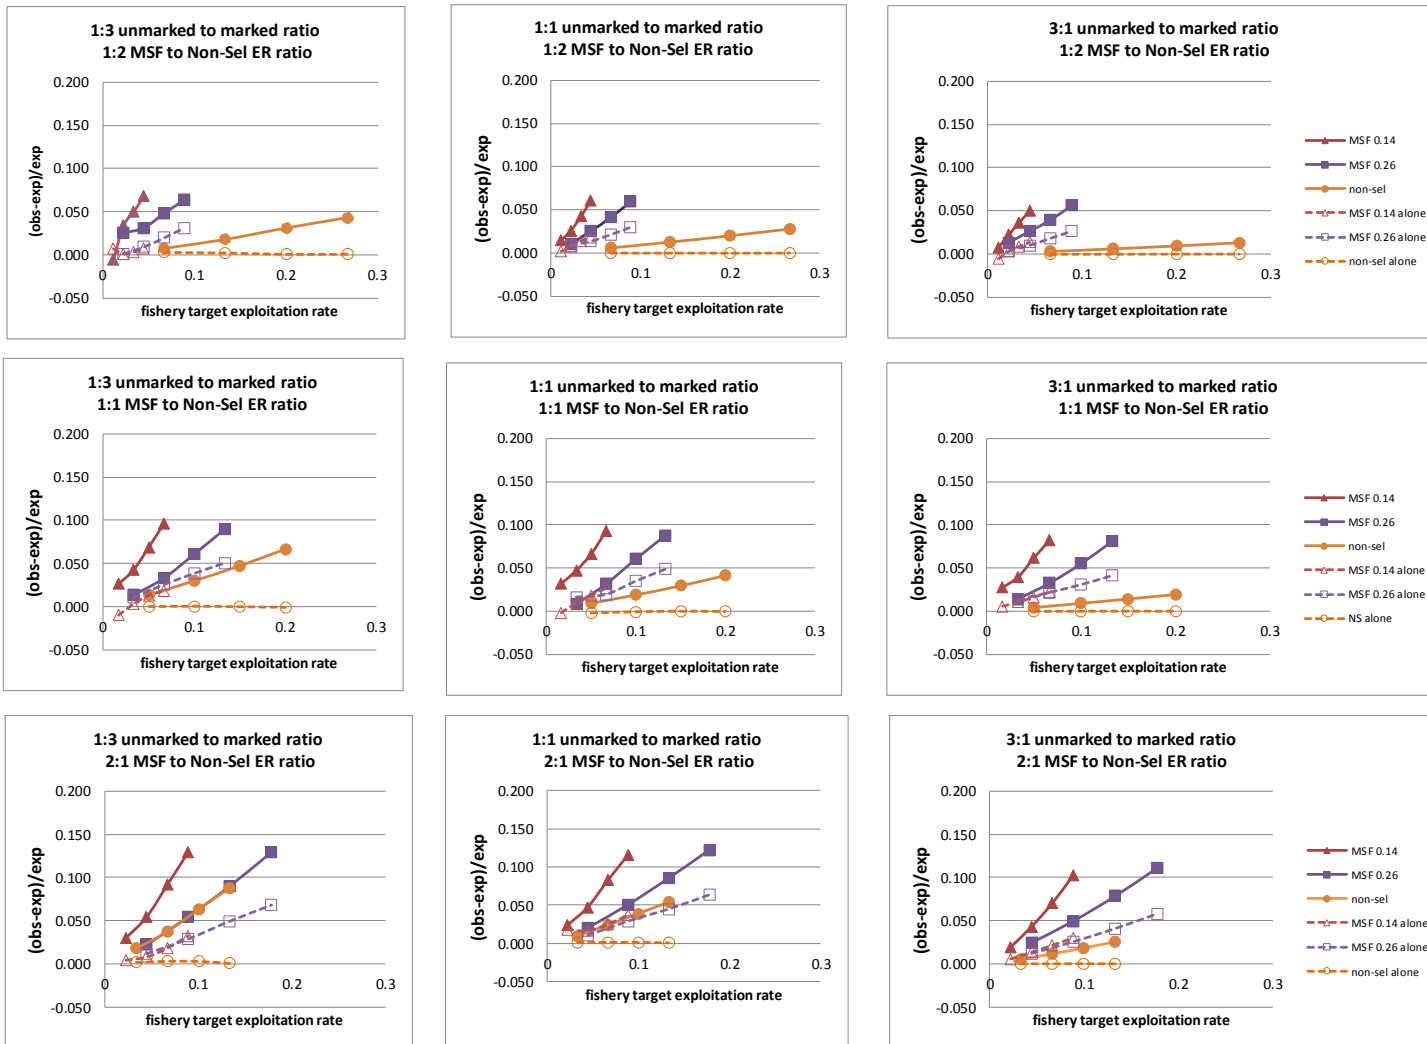 1:3 unmarked to marked ratio
1:2 MSF to Non-Sel ER ratio
0.200
0.150
0.100
0.050
0.000
-0.050
0
0.1
0.2
0.3
(obs-exp)/exp
fishery target exploitation rate
1:1 unmarked to marked ratio
1:2 MSF to Non-Sel ER ratio
0.200
0.150
0.100
0.050
0.000
-0.050
0
0.1
0.2
0.3
(obs-exp)/exp
fishery target exploitation rate
3:1 unmarked to marked ratio
1:2 MSF to Non-Sel ER ratio
0.200
0.150
0.100
0.050
0.000
-0.050
0
0.1
0.2
0.3
(obs-exp)/exp
fishery target exploitation rate
MSF 0.14
MSF 0.26
non-sel
MSF 0.14 alone
MSF 0.26 alone
non-sel alone
1:3 unmarked to marked ratio
1:1 MSF to Non-Sel ER ratio
0.200
0.150
0.100
0.050
0.000
-0.050
0
0.1
0.2
0.3
(obs-exp)/exp
fishery target exploitation rate
1:1 unmarked to marked ratio
1:1 MSF to Non-Sel ER ratio
0.200
0.150
0.100
0.050
0.000
-0.050
0
0.1
0.2
0.3
(obs-exp)/exp
fishery target exploitation rate
3:1 unmarked to marked ratio
1:1 MSF to Non-Sel ER ratio
0.200
0.150
0.100
0.050
0.000
-0.050
0
0.1
0.2
0.3
(obs-exp)/exp
fishery target exploitation rate
MSF 0.14
MSF 0.26
non-sel
MSF 0.14 alone
MSF 0.26 alone
NS alone
1:3 unmarked to marked ratio
2:1 MSF to Non-Sel ER ratio
0.200
0.150
0.100
0.050
0.000
-0.050
0
0.1
0.2
0.3
(obs-exp)/exp
fishery target exploitation rate
1:1 unmarked to marked ratio
2:1 MSF to Non-Sel ER ratio
0.200
0.150
0.100
0.050
0.000
-0.050
0
0.1
0.2
0.3
(obs-exp)/exp
fishery target exploitation rate
3:1 unmarked to marked ratio
2:1 MSF to Non-Sel ER ratio
0.200
0.150
0.100
0.050
0.000
-0.050
0
0.1
0.2
0.3
(obs-exp)/exp
fishery target exploitation rate
MSF 0.14
MSF 0.26
non-sel
MSF 0.14 alone
MSF 0.26 alone
non-sel alone